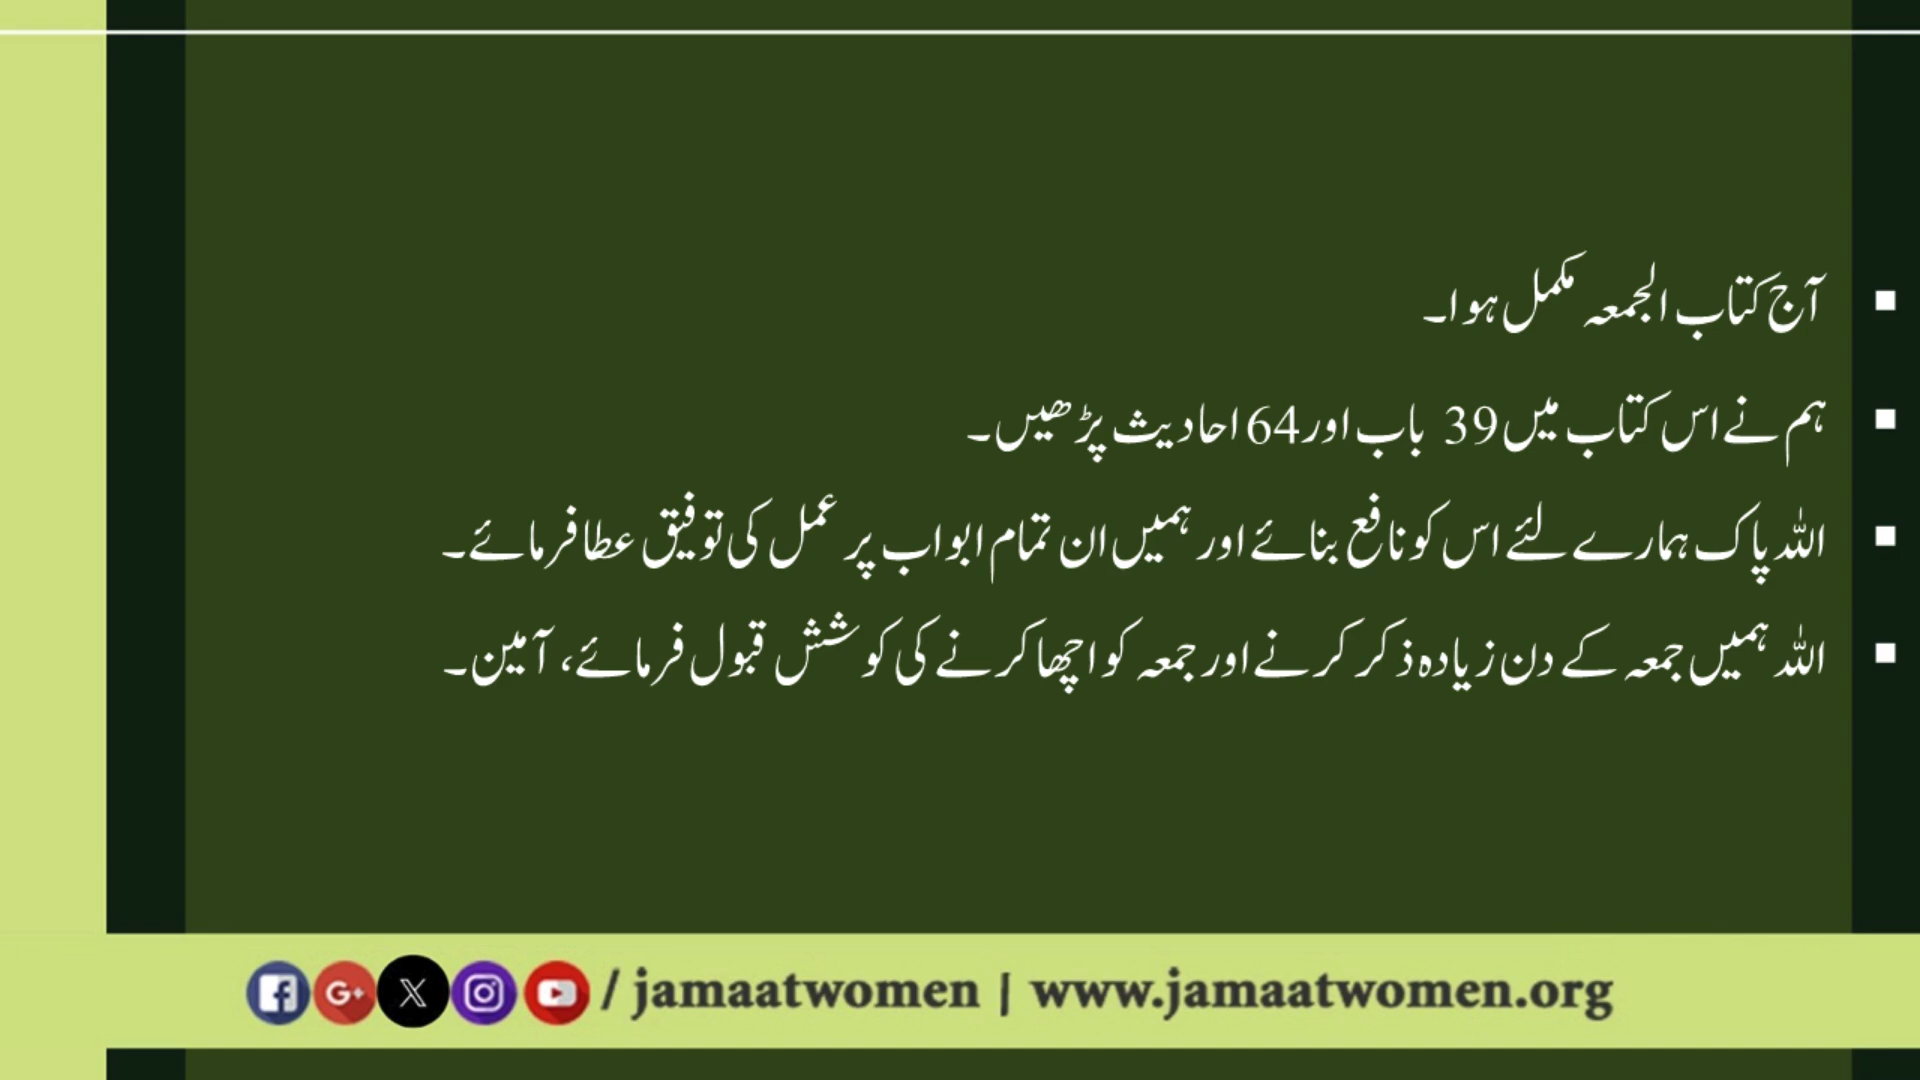 ▪ آج کتاب الجمعہ مکمل ہوا۔
▪ ہم نے اس کتاب میں 39 باب اور 64 احادیث پڑھیں۔
▪ اللہ پاک ہمارے لئے اس کو نافع بنائے اور ہمیں ان تمام ابواب پر عمل کی توفیق عطا فرمائے۔
▪ اللہ ہمیں جمعہ کے دن زیادہ ذکر کرنے اور جمعہ کو اچھا کرنے کی کوشش قبول فرمائے، آمین۔
/ jamaatwomen | www.jamaatwomen.org